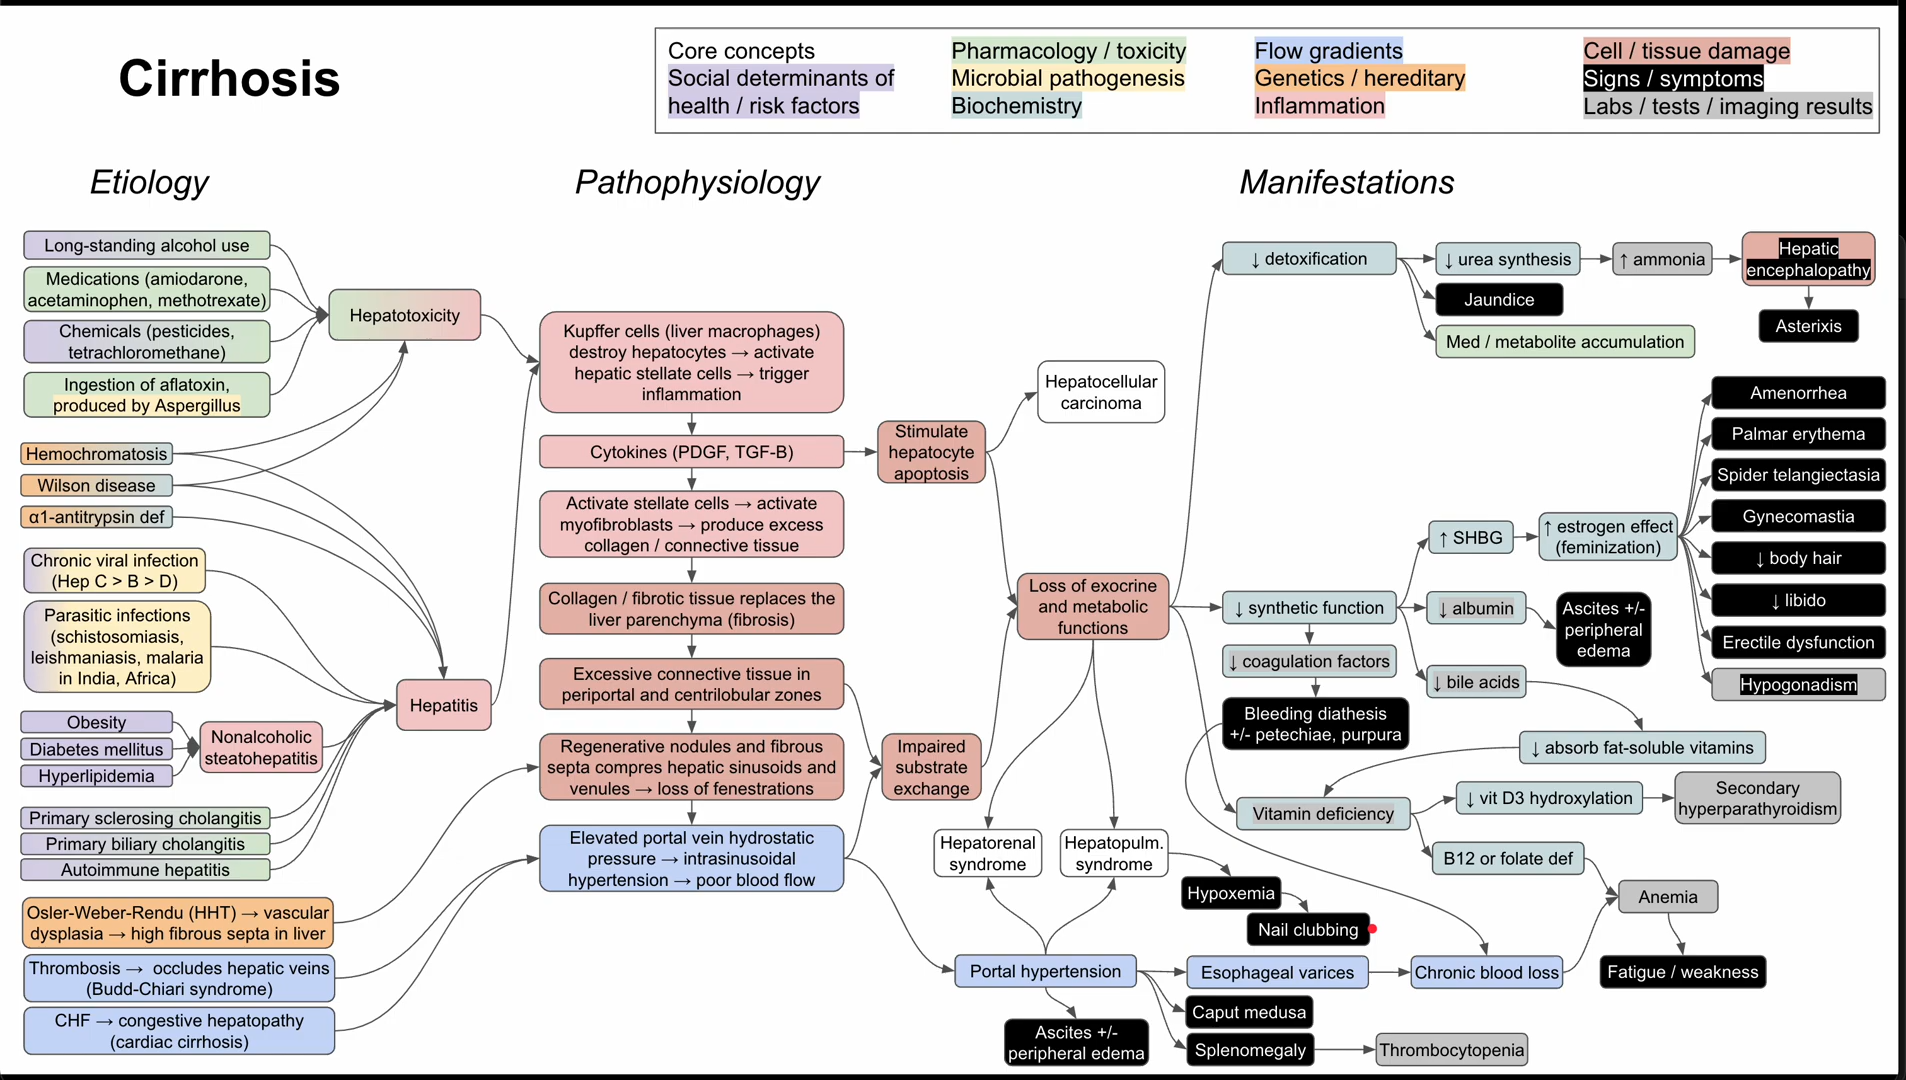 Cirrhosis
Core concepts
Social determinants of
health / risk factors
Pharmacology / toxicity
Microbial pathogenesis
Biochemistry
Flow gradients
Genetics / hereditary
Inflammation
Cell / tissue damage
Signs / symptoms
Labs / tests / imaging results
Etiology
Pathophysiology
Manifestations
Long-standing alcohol use
Medications (amiodarone,
acetaminophen, methotrexate)
Chemicals (pesticides,
tetrachloromethane)
Ingestion of aflatoxin,
produced by Aspergillus
Hepatotoxicity
Hemochromatosis
Wilson disease
α1-antitrypsin def
Chronic viral infection
(Hep C > B > D)
Parasitic infections
(schistosomiasis,
leishmaniasis, malaria
in India, Africa)
Hepatitis
Obesity
Diabetes mellitus
Hyperlipidemia
Nonalcoholic
steatohepatitis
Primary sclerosing cholangitis
Primary biliary cholangitis
Autoimmune hepatitis
Osler-Weber-Rendu (HHT) → vascular
dysplasia → high fibrous septa in liver
Thrombosis → occludes hepatic veins
(Budd-Chiari syndrome)
CHF → congestive hepatopathy
(cardiac cirrhosis)
Kupffer cells (liver macrophages)
destroy hepatocytes → activate
hepatic stellate cells → trigger
inflammation
Cytokines (PDGF, TGF-B)
Activate stellate cells → activate
myofibroblasts → produce excess
collagen / connective tissue
Collagen / fibrotic tissue replaces the
liver parenchyma (fibrosis)
Excessive connective tissue in
periportal and centrilobular zones
Regenerative nodules and fibrous
septa compres hepatic sinusoids and
venules → loss of fenestrations
Elevated portal vein hydrostatic
pressure → intrasinusoidal
hypertension → poor blood flow
Stimulate
hepatocyte
apoptosis
Hepatocellular
carcinoma
Impaired
substrate
exchange
Loss of exocrine
and metabolic
functions
Hepatorenal
syndrome
Hepatopulm.
syndrome
Hypoxemia
Nail clubbing
Portal hypertension
Ascites +/-
peripheral edema
Esophageal varices
Caput medusa
Splenomegaly
Thrombocytopenia
Chronic blood loss
↓ detoxification
↓ urea synthesis
↑ ammonia
Hepatic
encephalopathy
Asterixis
Jaundice
Med / metabolite accumulation
↓ synthetic function
↑ SHBG
↑ estrogen effect
(feminization)
Amenorrhea
Palmar erythema
Spider telangiectasia
Gynecomastia
↓ body hair
↓ libido
Erectile dysfunction
Hypogonadism
↓ albumin
Ascites +/-
peripheral
edema
↓ coagulation factors
Bleeding diathesis
+/- petechiae, purpura
↓ bile acids
↓ absorb fat-soluble vitamins
Vitamin deficiency
↓ vit D3 hydroxylation
Secondary
hyperparathyroidism
B12 or folate def
Anemia
Fatigue / weakness